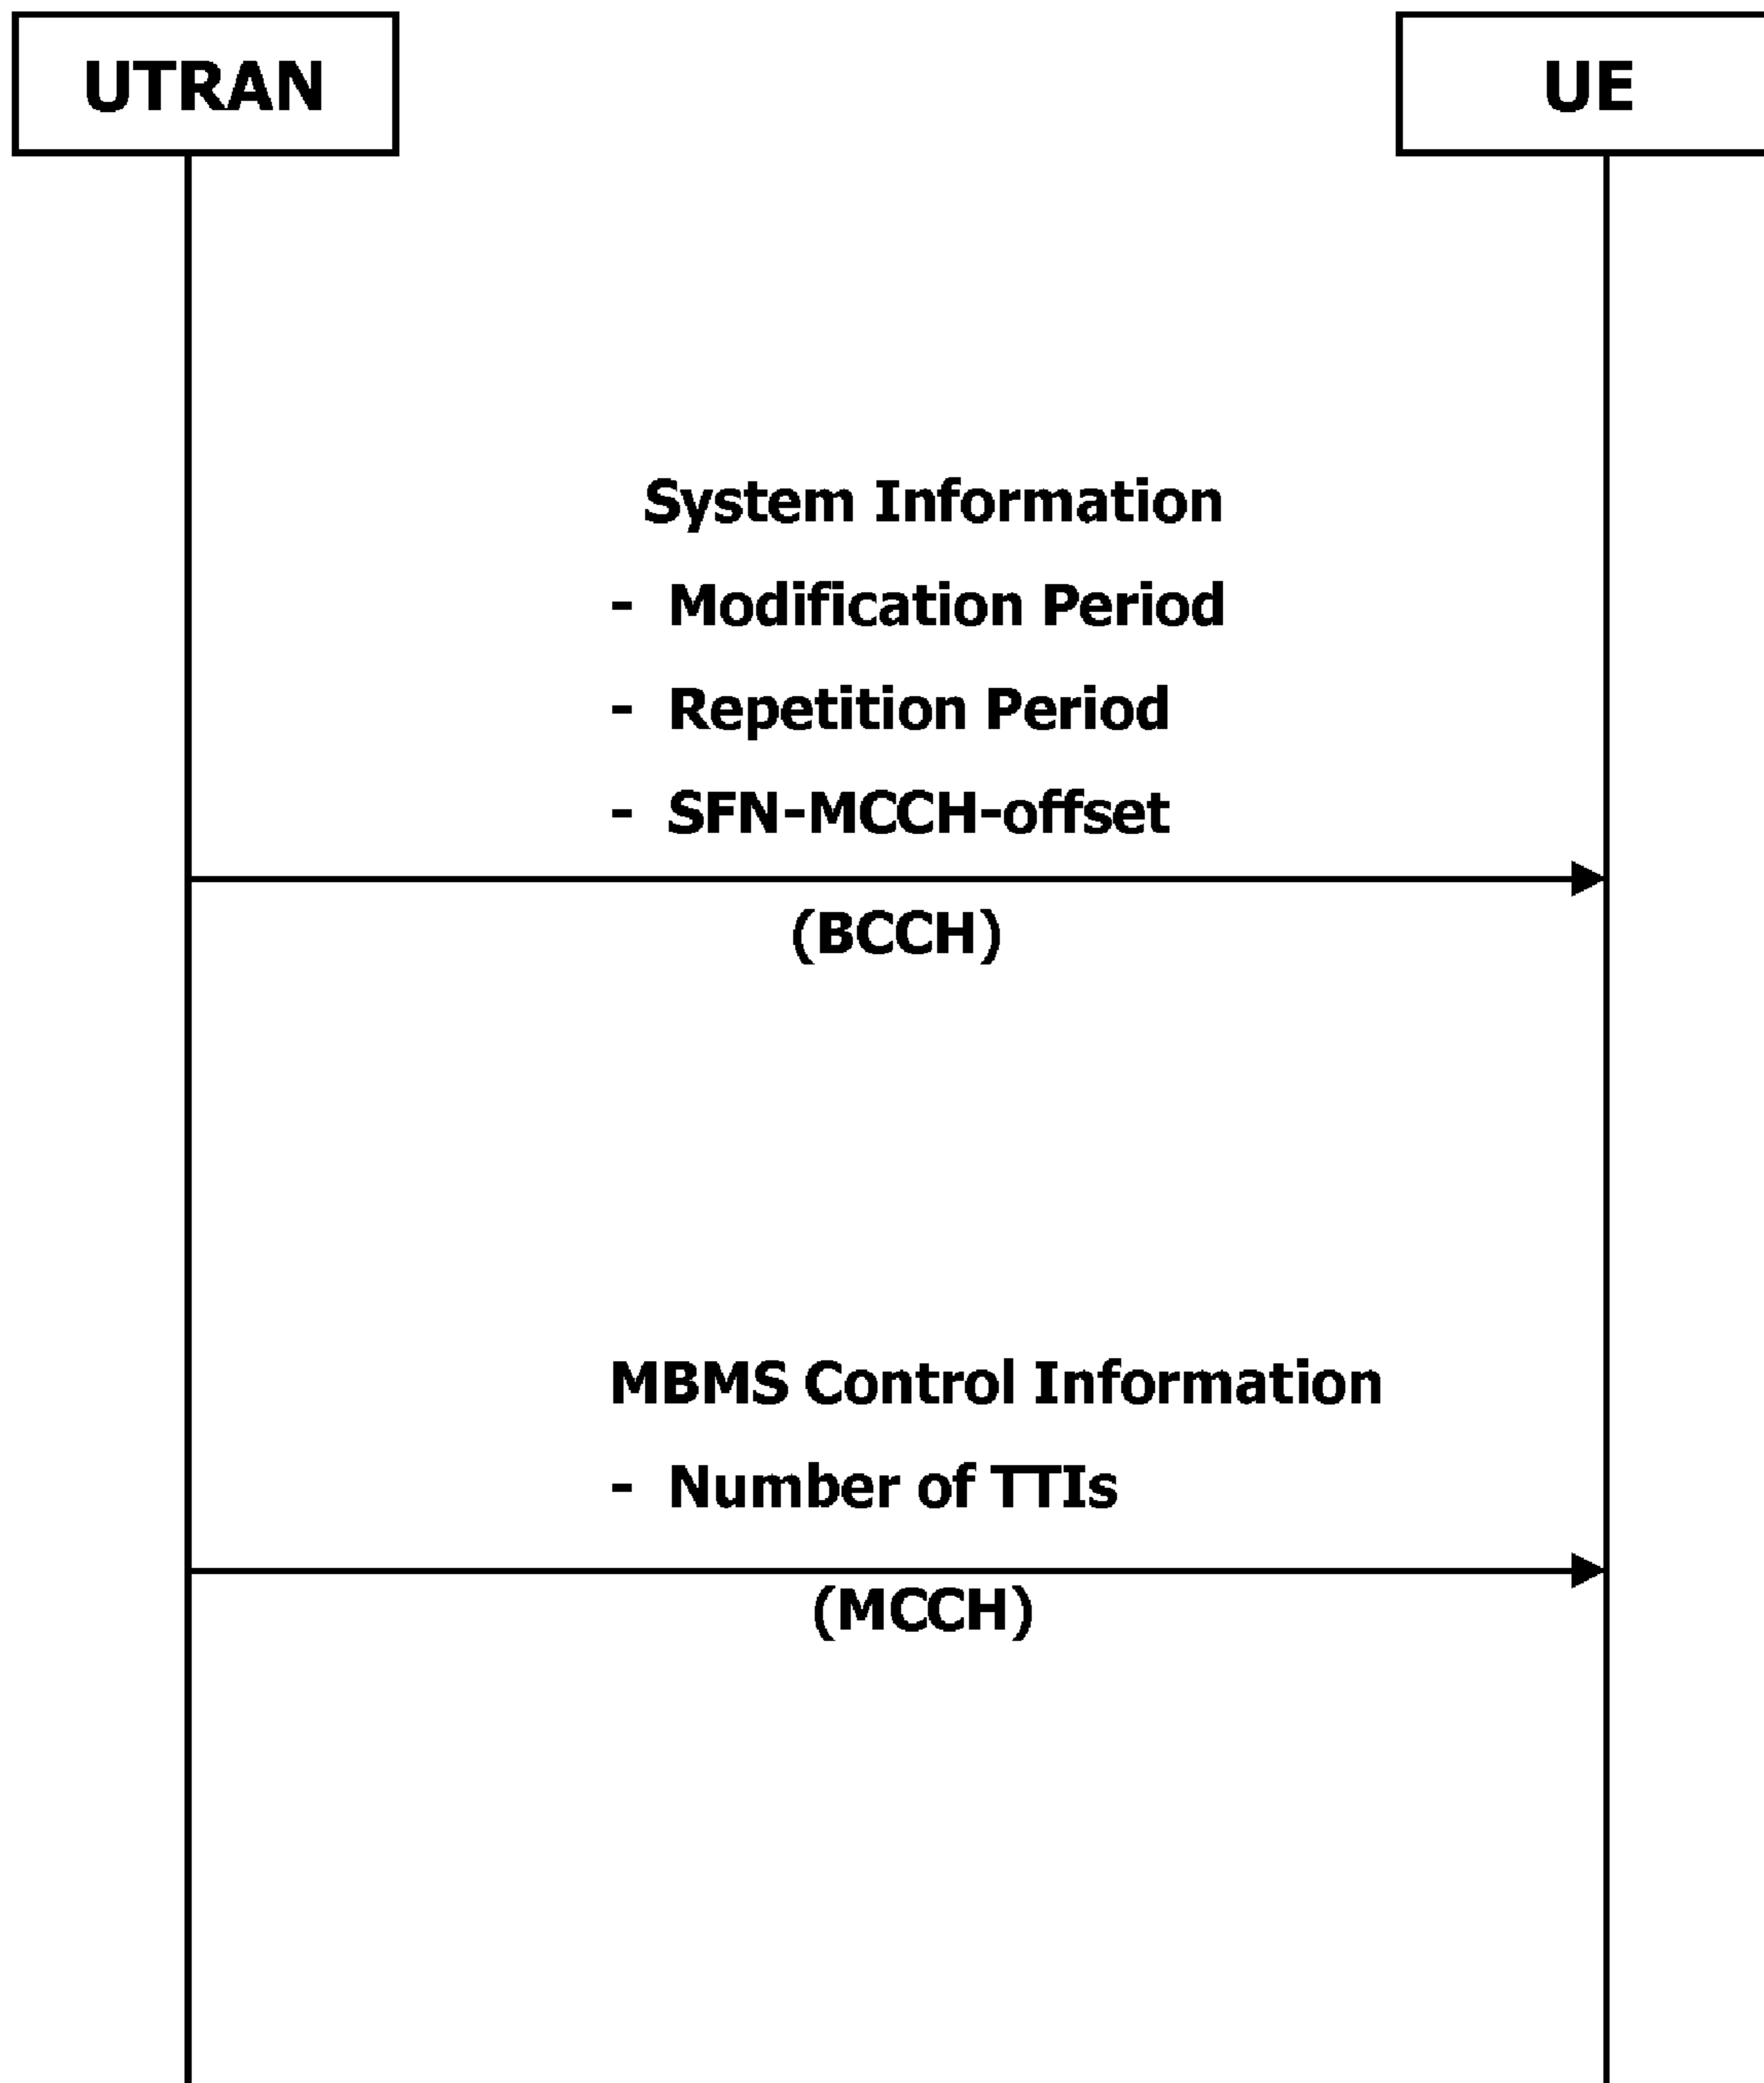 UTRAN
UE
System Information
- Modification Period
- Repetition Period
- SFN-MCCH-offset
(BCCH)
MBMS Control Information
- Number of TTIs
(MCCH)